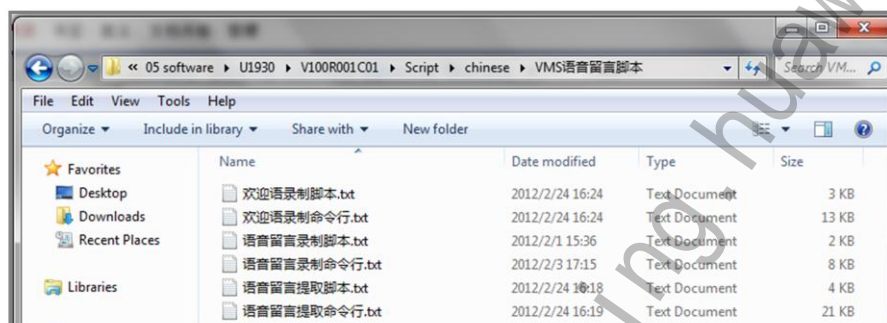 « 05 software ▸ U1930 ▸ V100R001C01 ▸ Script ▸ chinese ▸ VMS语音留言脚本 Search VM...
File Edit View Tools Help
Organize Include in library Share with New folder
Name Date modified Type Size
Favorites
Desktop 欢迎语录制脚本.txt 2012/2/24 16:24 Text Document 3 KB
Downloads 欢迎语录制命令行.txt 2012/2/24 16:24 Text Document 13 KB
Recent Places 语音留言录制脚本.txt 2012/2/1 15:36 Text Document 2 KB
语音留言录制命令行.txt 2012/2/3 17:15 Text Document 8 KB
Libraries 语音留言提取脚本.txt 2012/2/24 16:18 Text Document 4 KB
语音留言提取命令行.txt 2012/2/24 16:19 Text Document 21 KB
ing.huaw